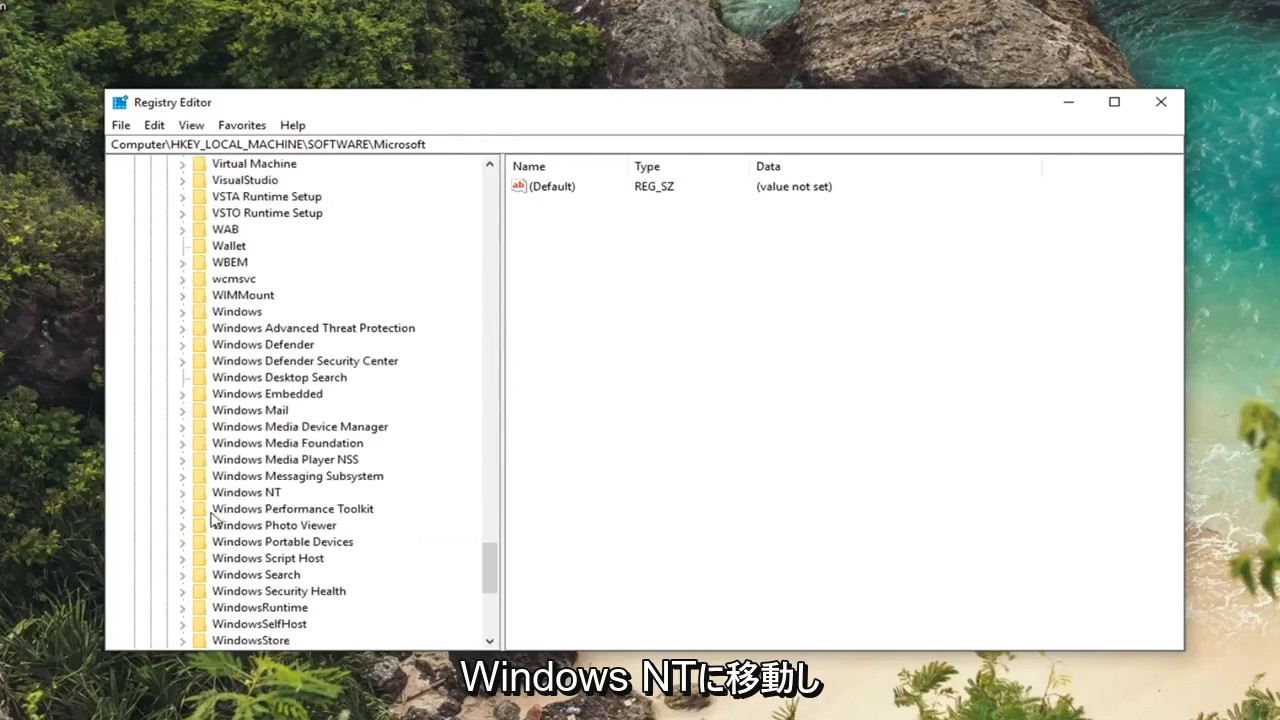 n
Registry Editor
File Edit View Favorites Help
Computer\HKEY_LOCAL_MACHINE\SOFTWARE\Microsoft
Name Type Data
ab (Default) REG_SZ (value not set)
Virtual Machine
VisualStudio
VSTA Runtime Setup
VSTO Runtime Setup
WAB
Wallet
WBEM
wcmsvc
WIMMount
Windows
Windows Advanced Threat Protection
Windows Defender
Windows Defender Security Center
Windows Desktop Search
Windows Embedded
Windows Mail
Windows Media Device Manager
Windows Media Foundation
Windows Media Player NSS
Windows Messaging Subsystem
Windows NT
Windows Performance Toolkit
Windows Photo Viewer
Windows Portable Devices
Windows Script Host
Windows Search
Windows Security Health
WindowsRuntime
WindowsSelfHost
WindowsStore
Windows NTに移動し